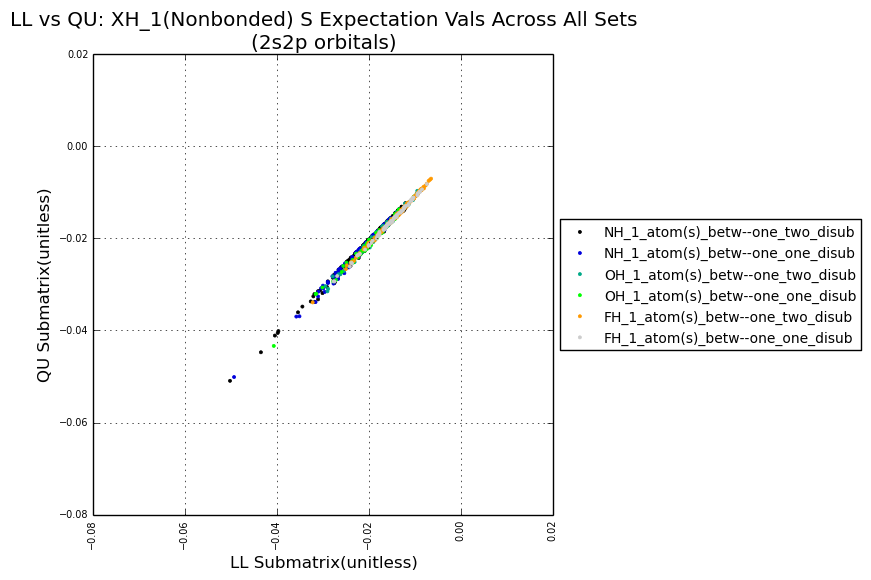 LL vs QU: XH_1(Nonbonded) S Expectation Vals Across All Sets
(2s2p orbitals)
0.02
0.00
−0.02
−0.04
−0.06
−0.08
QU Submatrix(unitless)
−0.08
−0.06
−0.04
−0.02
0.00
0.02
LL Submatrix(unitless)
NH_1_atom(s)_betw--one_two_disub
NH_1_atom(s)_betw--one_one_disub
OH_1_atom(s)_betw--one_two_disub
OH_1_atom(s)_betw--one_one_disub
FH_1_atom(s)_betw--one_two_disub
FH_1_atom(s)_betw--one_one_disub